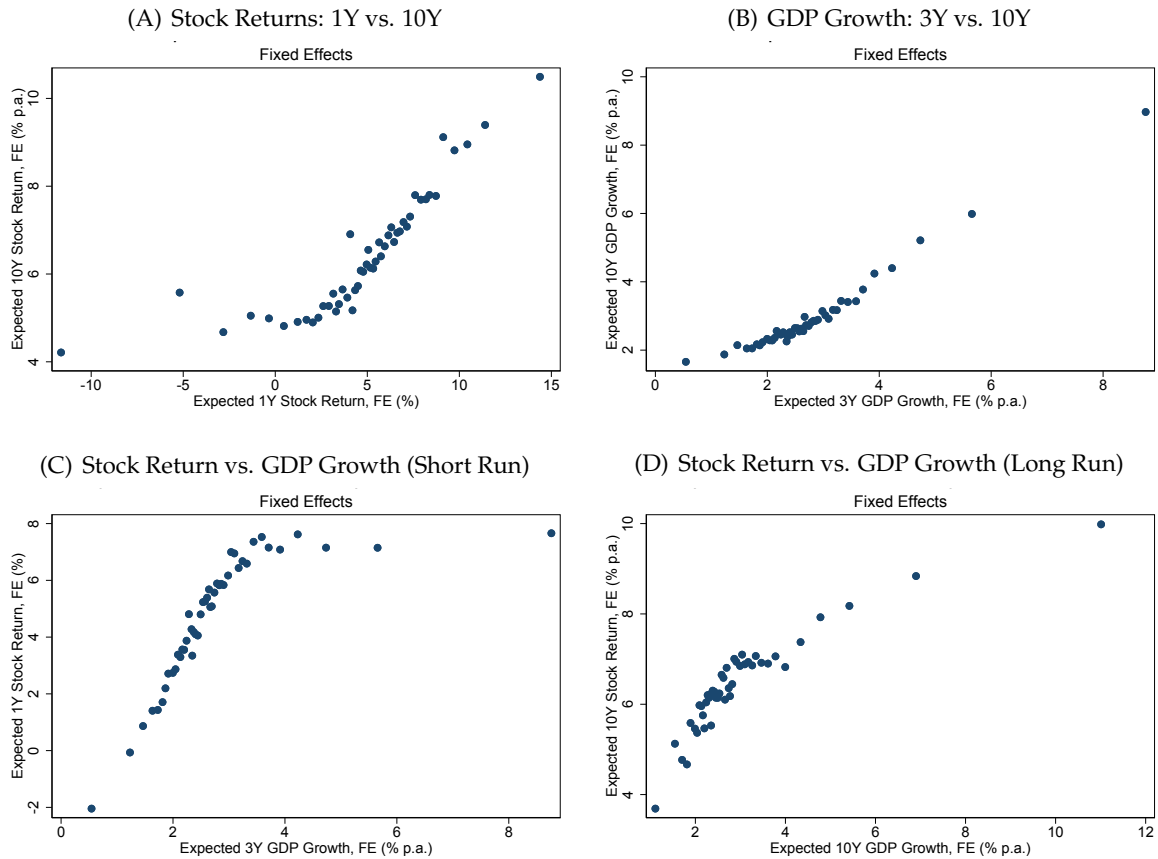 (A) Stock Returns: 1Y vs. 10Y
Fixed Effects
Expected 10Y Stock Return, FE (% p.a.)
10
8
6
4
-10 -5 0 5 10 15
Expected 1Y Stock Return, FE (%)
(B) GDP Growth: 3Y vs. 10Y
Fixed Effects
Expected 10Y GDP Growth, FE (% p.a.)
10
8
6
4
2
0 2 4 6 8
Expected 3Y GDP Growth, FE (% p.a.)
(C) Stock Return vs. GDP Growth (Short Run)
Fixed Effects
Expected 1Y Stock Return, FE (%)
8
6
4
2
0
-2
0 2 4 6 8
Expected 3Y GDP Growth, FE (% p.a.)
(D) Stock Return vs. GDP Growth (Long Run)
Fixed Effects
Expected 10Y Stock Return, FE (% p.a.)
10
8
6
4
2 4 6 8 10 12
Expected 10Y GDP Growth, FE (% p.a.)